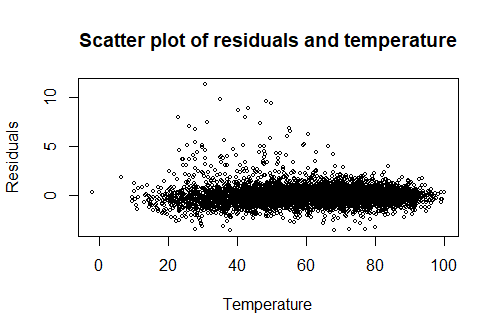 Scatter plot of residuals and temperature
Residuals
10
5
0
0 20 40 60 80 100
Temperature